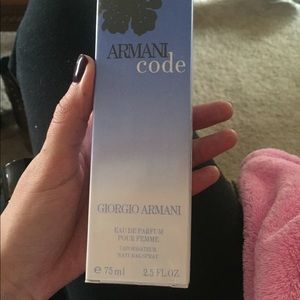 ARMANI
code
GIORGIO ARMANI
EAU DE PARFUM
POUR FEMME
VAPORISATEUR
NATURAL SPRAY
e 75 ml 2.5 FL.OZ